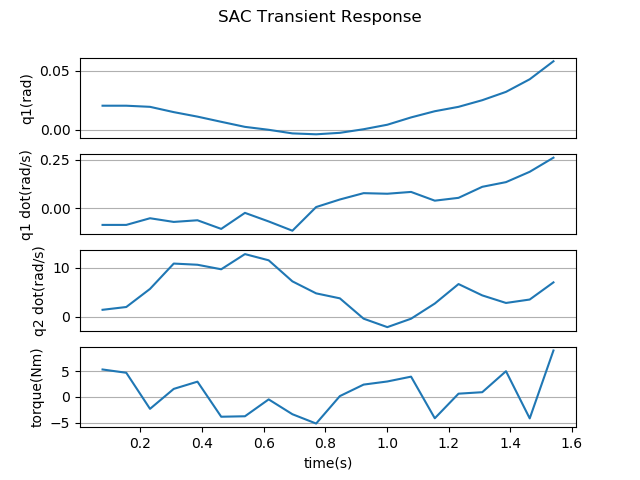 SAC Transient Response
q1(rad)
0.05
0.00
q1 dot(rad/s)
0.25
0.00
q2 dot(rad/s)
10
0
torque(Nm)
5
0
−5
0.2 0.4 0.6 0.8 1.0 1.2 1.4 1.6
time(s)